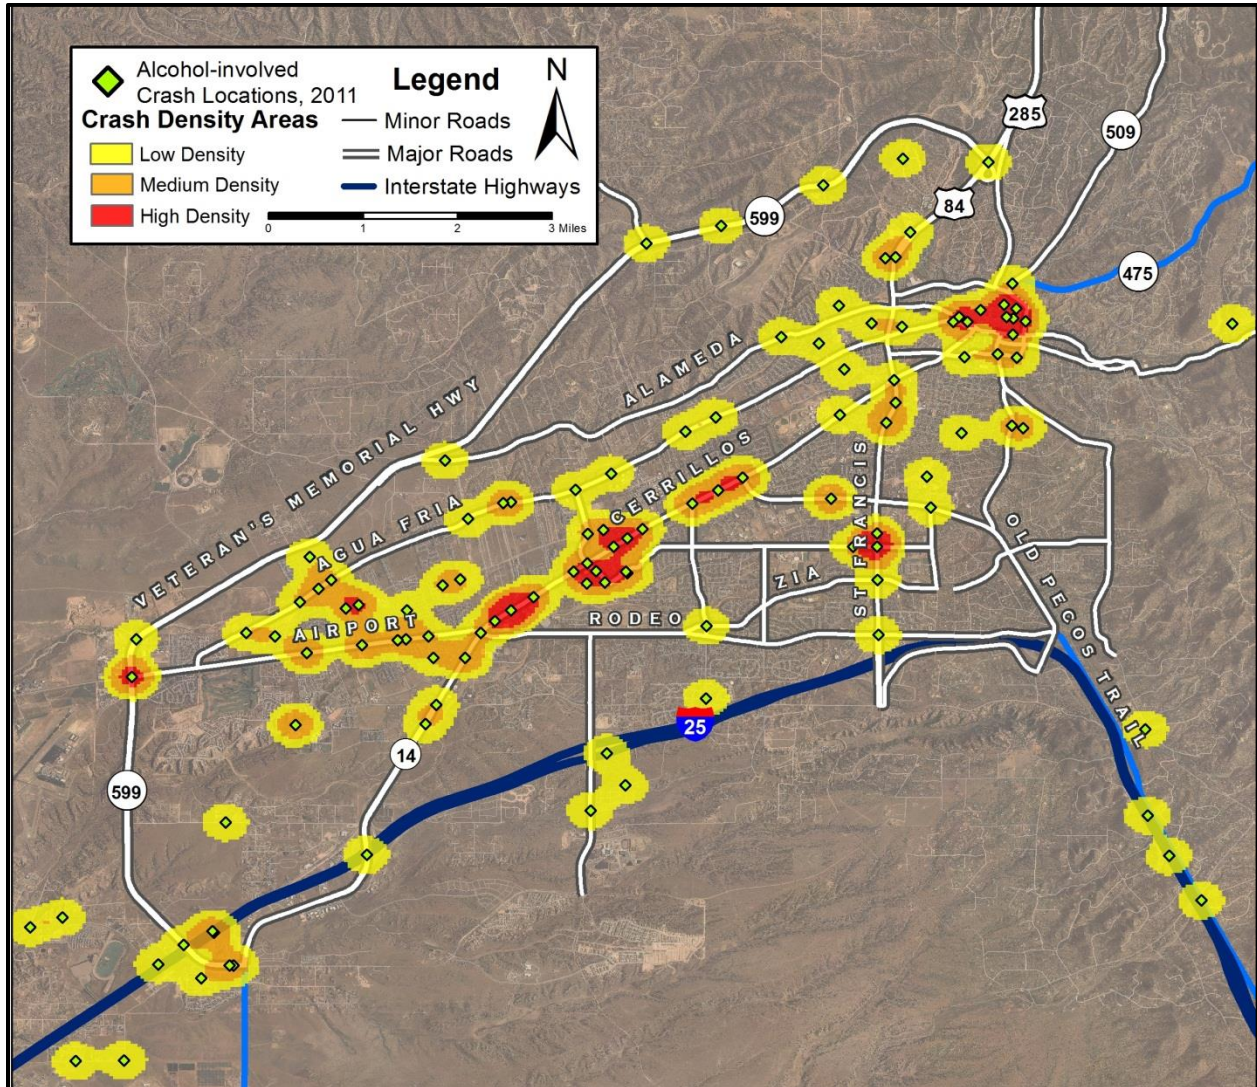 Legend
N
Alcohol-involved
Crash Locations, 2011
Crash Density Areas
Low Density
Medium Density
High Density
Minor Roads
Major Roads
Interstate Highways
0 1 2 3 Miles
285
509
84
599
475
ALAMEDA
VETERAN'S MEMORIAL HWY
AGUA FRIA
CERRILLOS
ST FRANCIS
OLD PECOS TRAIL
ZIA
RODEO
AIRPORT
25
14
599